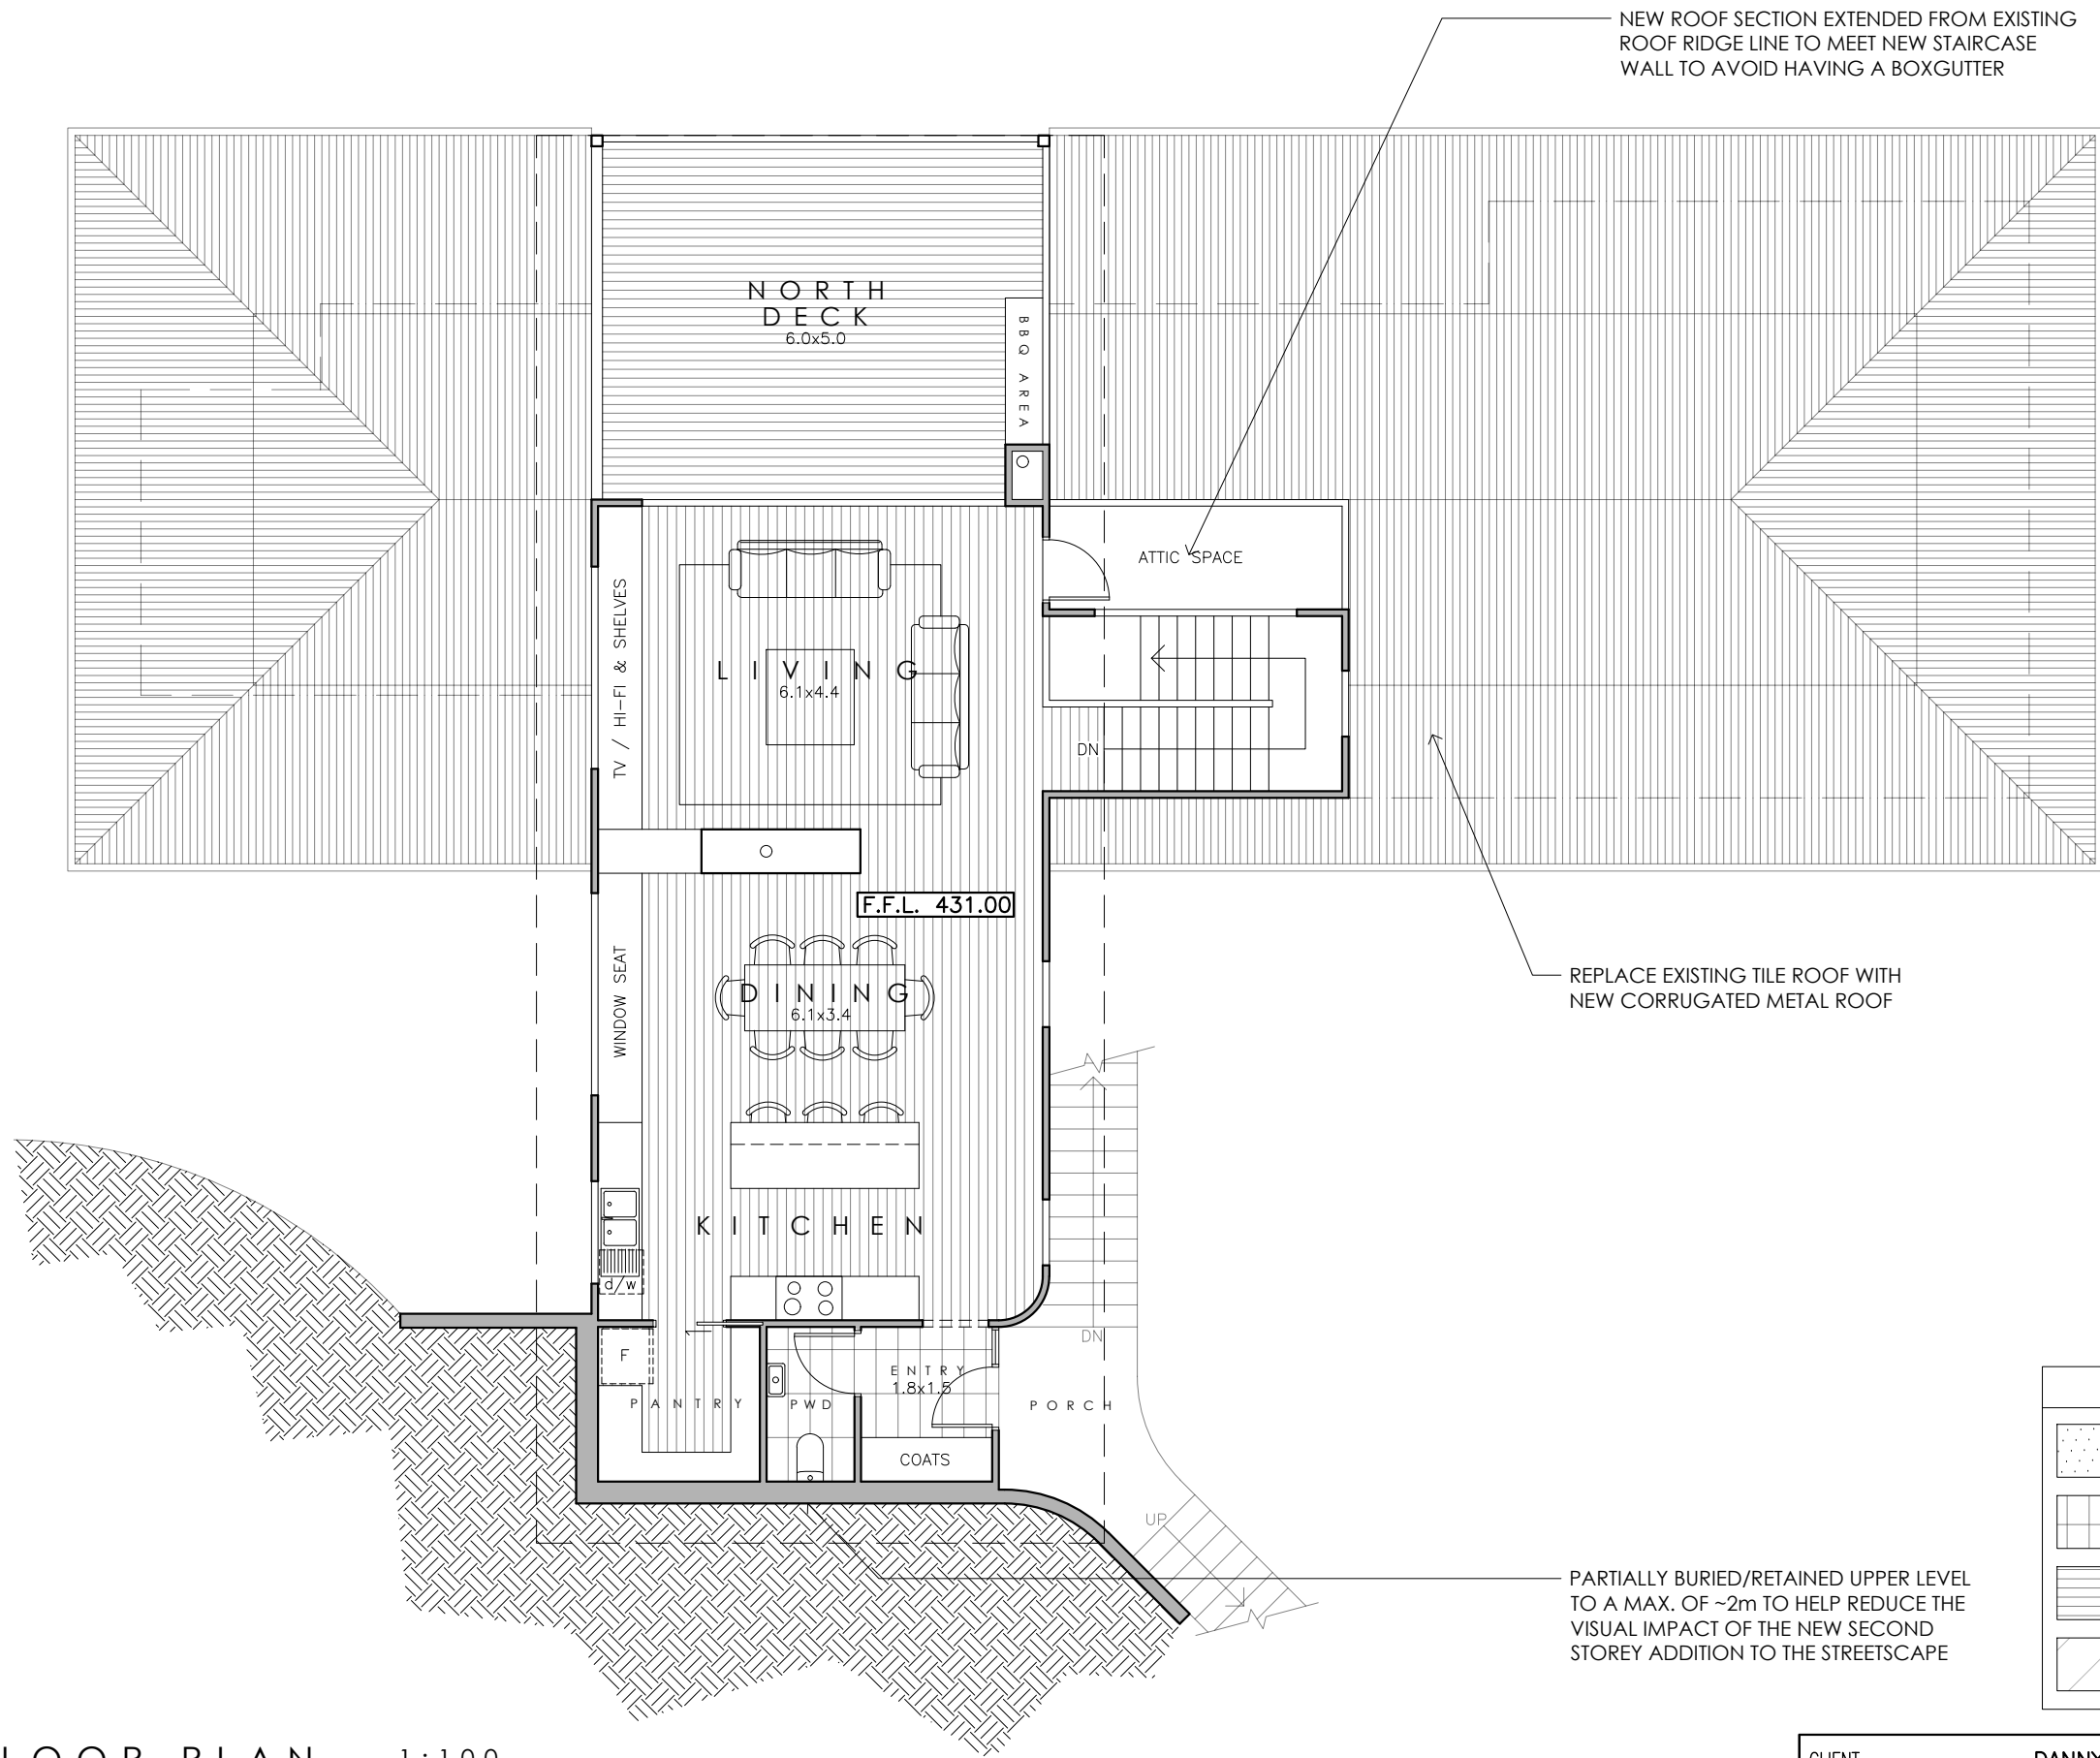 NEW ROOF SECTION EXTENDED FROM EXISTING
ROOF RIDGE LINE TO MEET NEW STAIRCASE
WALL TO AVOID HAVING A BOXGUTTER
NORTH
DECK
6.0x5.0
BBQ AREA
ATTIC SPACE
TV / HI-FI & SHELVES
LIVING
6.1x4.4
DN
F.F.L. 431.00
WINDOW SEAT
DINING
6.1x3.4
REPLACE EXISTING TILE ROOF WITH
NEW CORRUGATED METAL ROOF
KITCHEN
d/w
DN
F
ENTRY
1.8x1.5
PANTRY
PWD
PORCH
COATS
UP
PARTIALLY BURIED/RETAINED UPPER LEVEL
TO A MAX. OF ~2m TO HELP REDUCE THE
VISUAL IMPACT OF THE NEW SECOND
STOREY ADDITION TO THE STREETSCAPE
LOOR PLAN 1:100
CLIENT DANNY